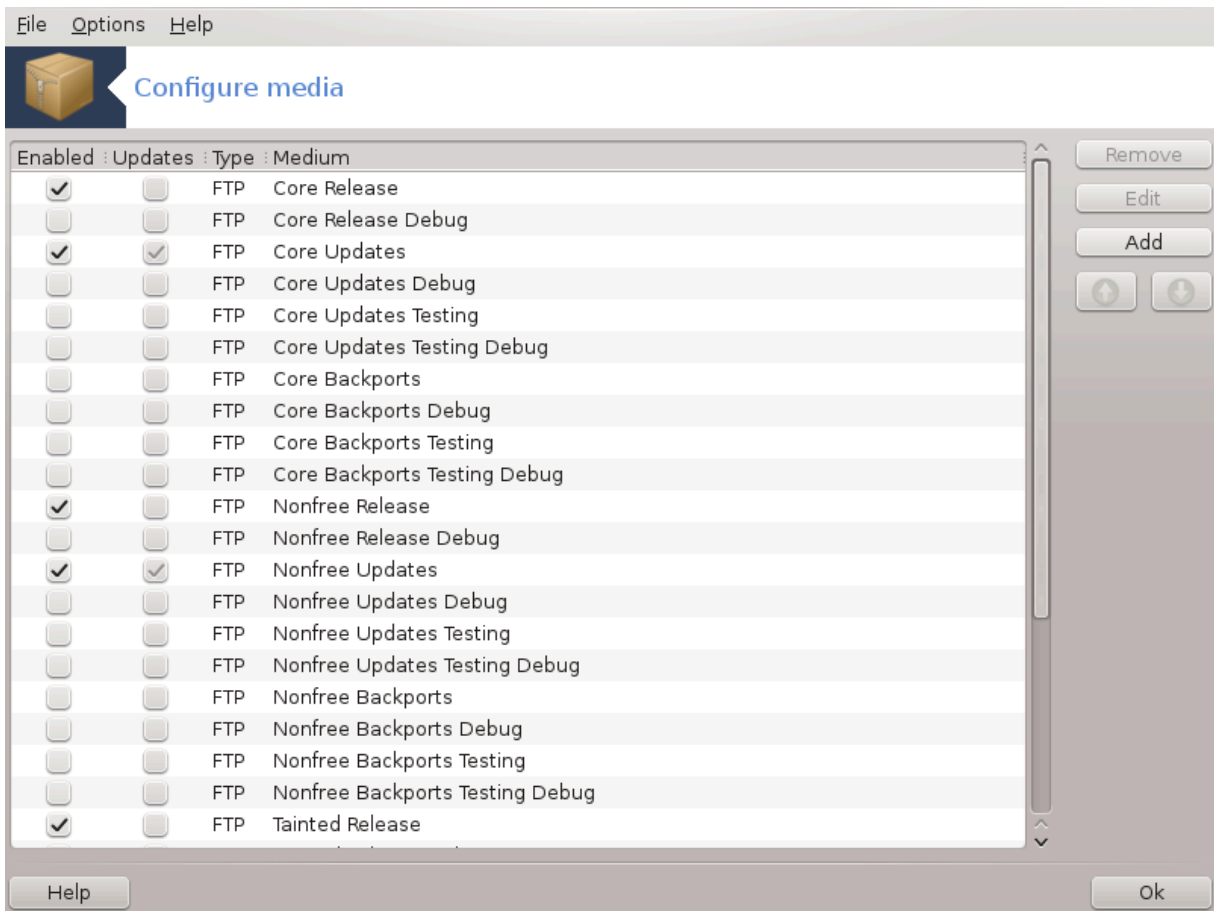 File Options Help
Configure media
Enabled Updates Type Medium
FTP Core Release
FTP Core Release Debug
FTP Core Updates
FTP Core Updates Debug
FTP Core Updates Testing
FTP Core Updates Testing Debug
FTP Core Backports
FTP Core Backports Debug
FTP Core Backports Testing
FTP Core Backports Testing Debug
FTP Nonfree Release
FTP Nonfree Release Debug
FTP Nonfree Updates
FTP Nonfree Updates Debug
FTP Nonfree Updates Testing
FTP Nonfree Updates Testing Debug
FTP Nonfree Backports
FTP Nonfree Backports Debug
FTP Nonfree Backports Testing
FTP Nonfree Backports Testing Debug
FTP Tainted Release
Remove
Edit
Add
Help
Ok